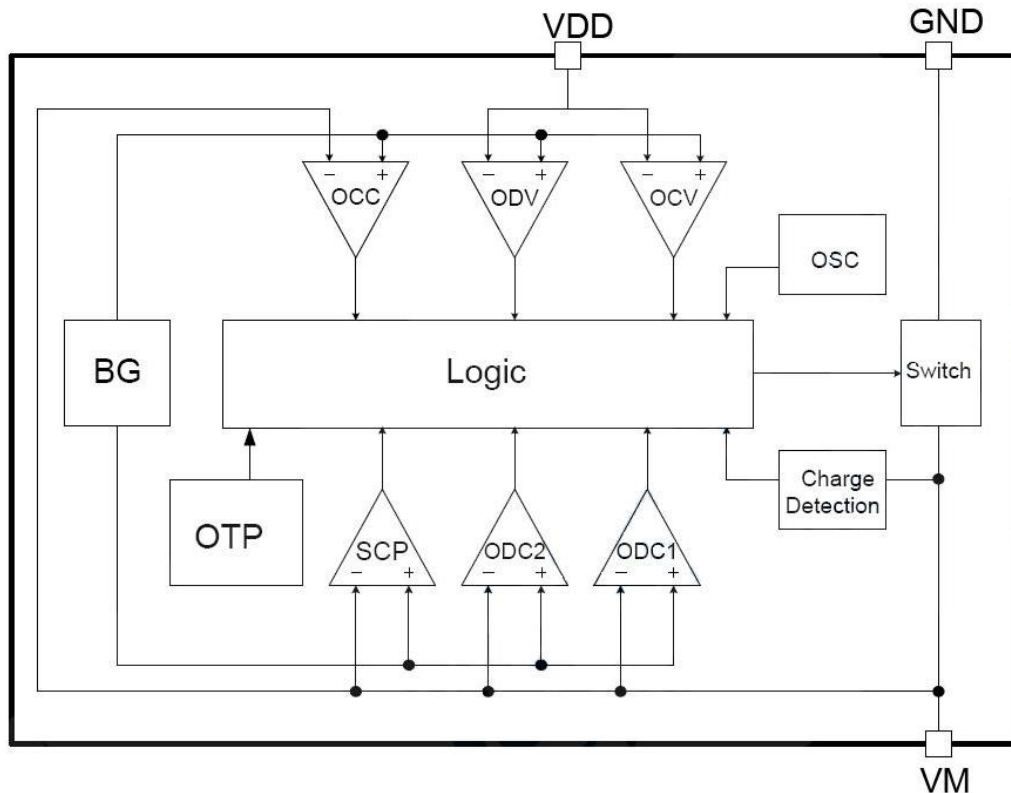 VDD
GND
− +
− +
− +
OCC
ODV
OCV
OSC
BG
Logic
Switch
Charge
Detection
OTP
SCP
ODC2
ODC1
− +
− +
− +
VM